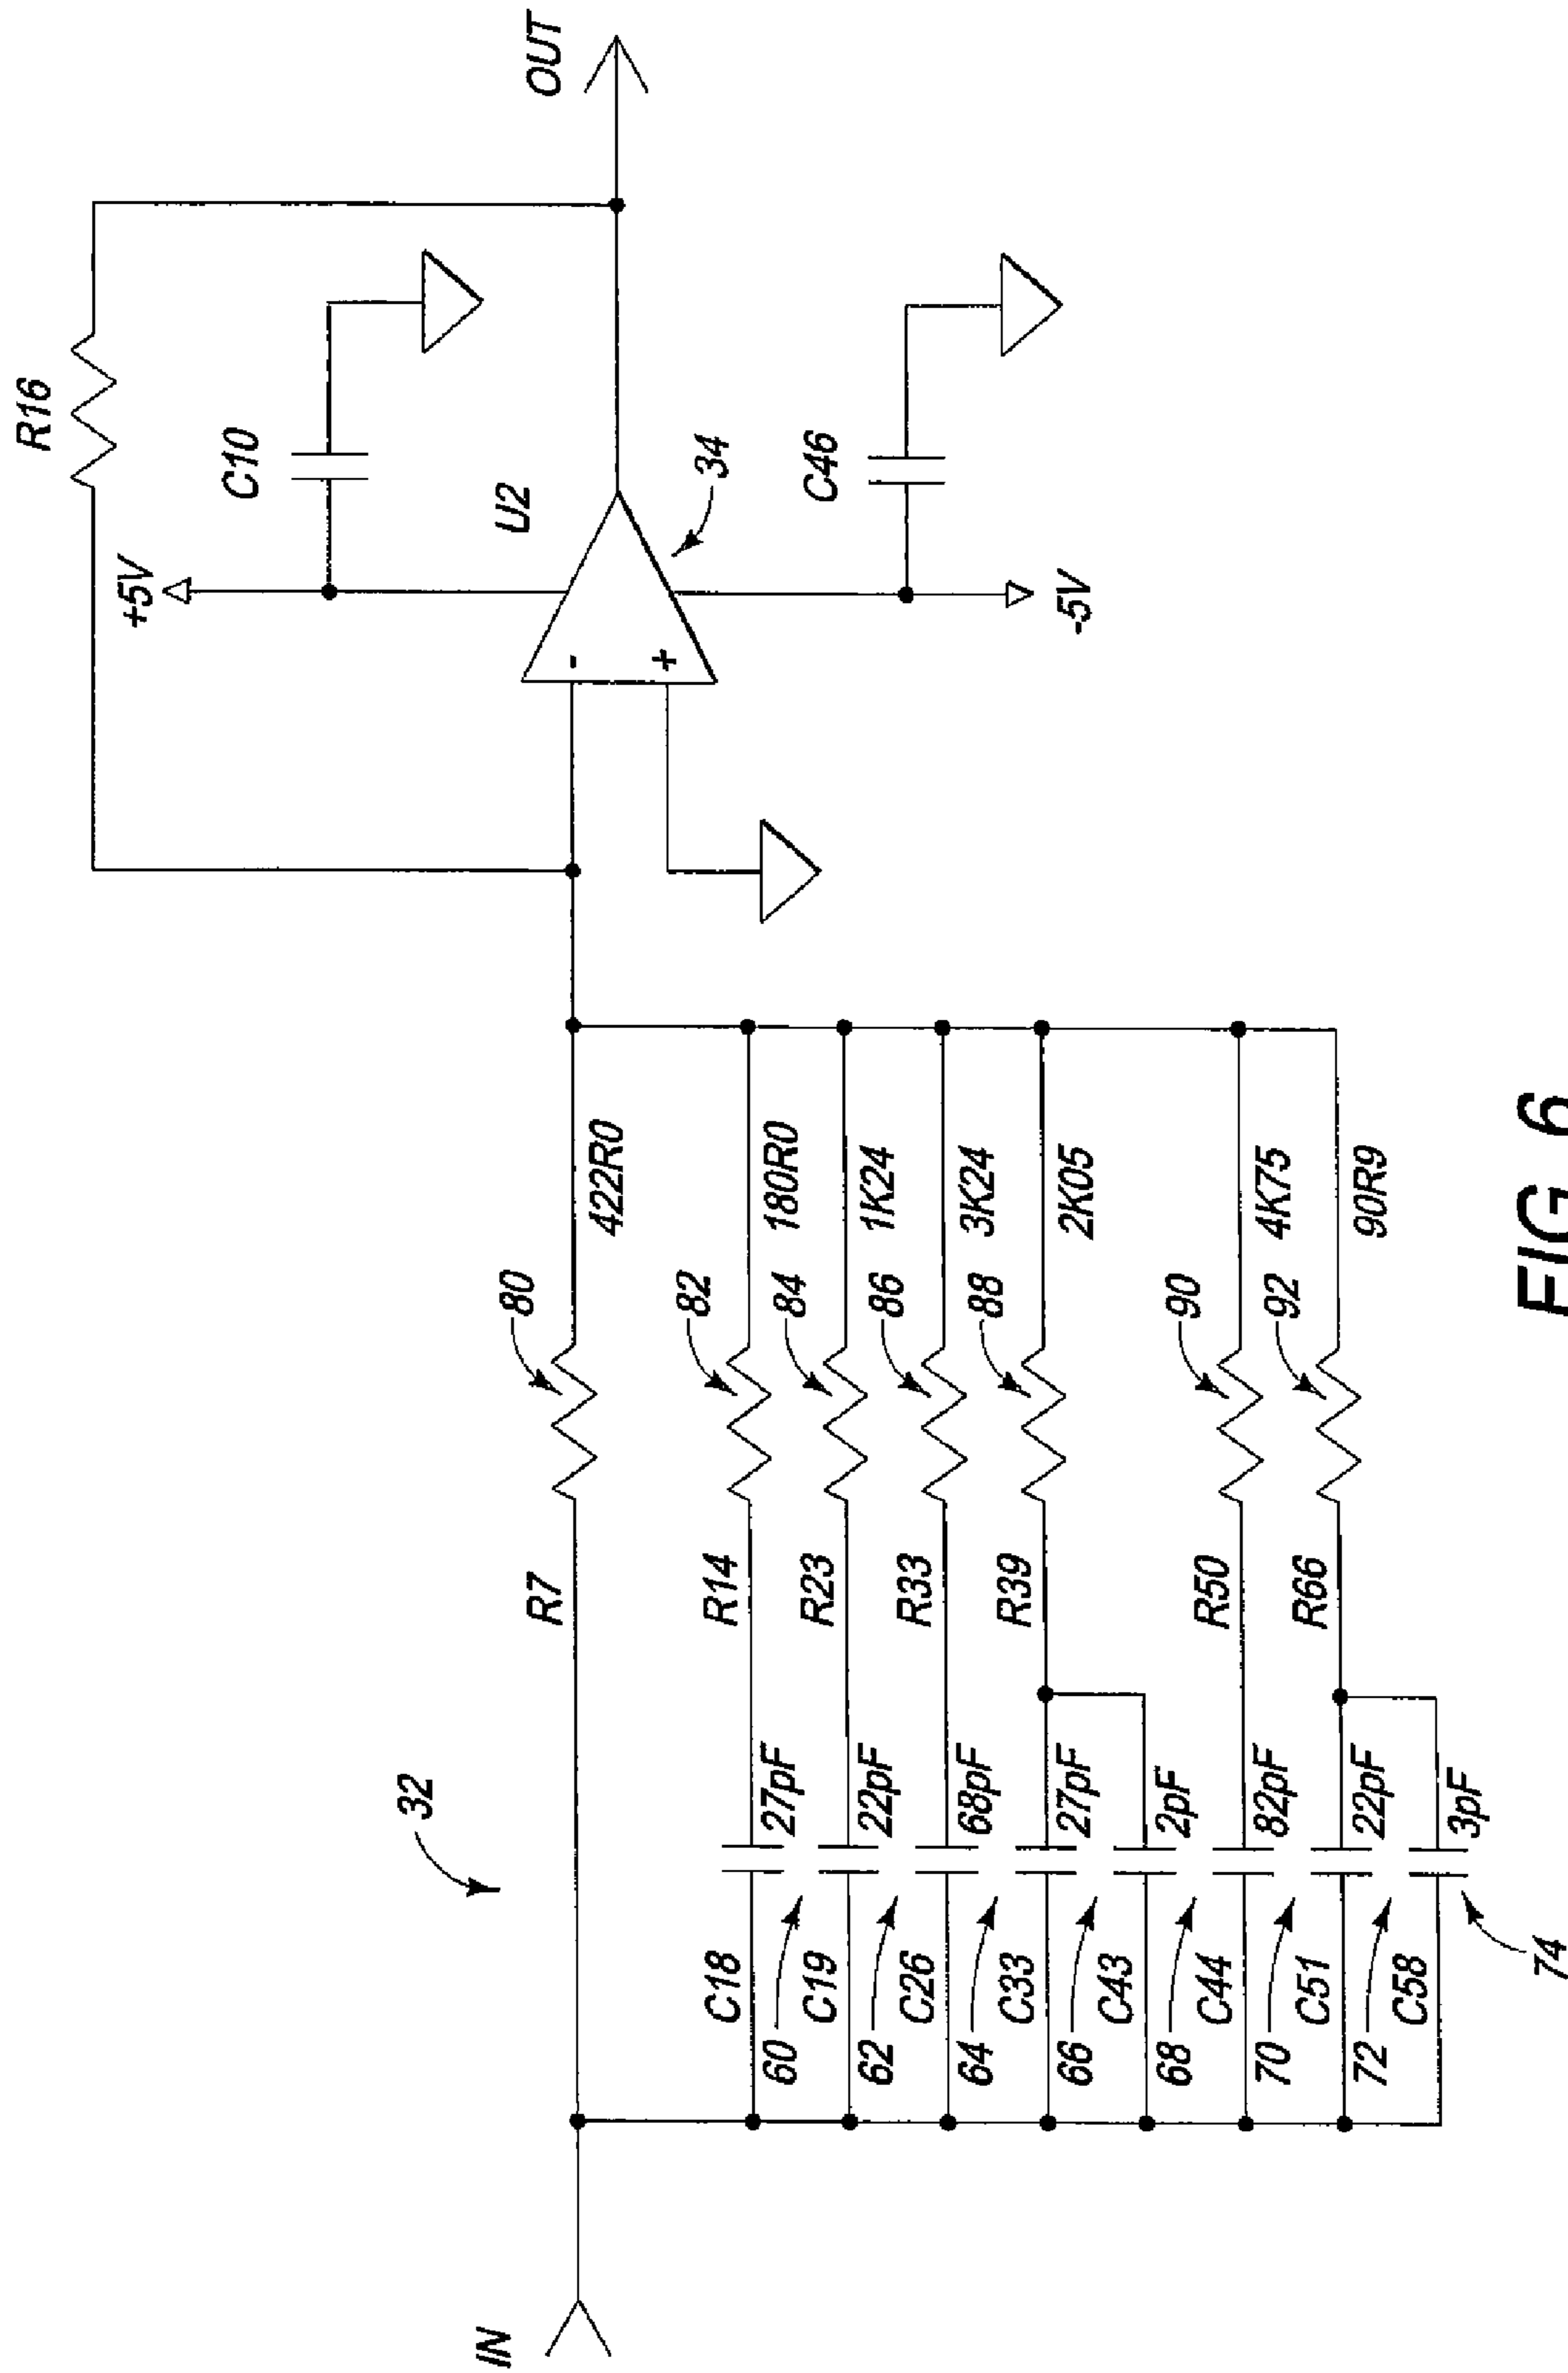 R16
+5V
C10
OUT
U2
34
C46
-5V
32
R7
80
422R0
C18
27pF
R14
82
180R0
60
C19
22pF
R23
84
1K24
62
C26
68pF
R33
86
3K24
64
C33
27pF
R39
88
2K05
66
C43
2pF
68
C44
82pF
R50
90
4K75
70
C51
22pF
R66
92
90R9
72
C58
3pF
74
IN
FIG 6